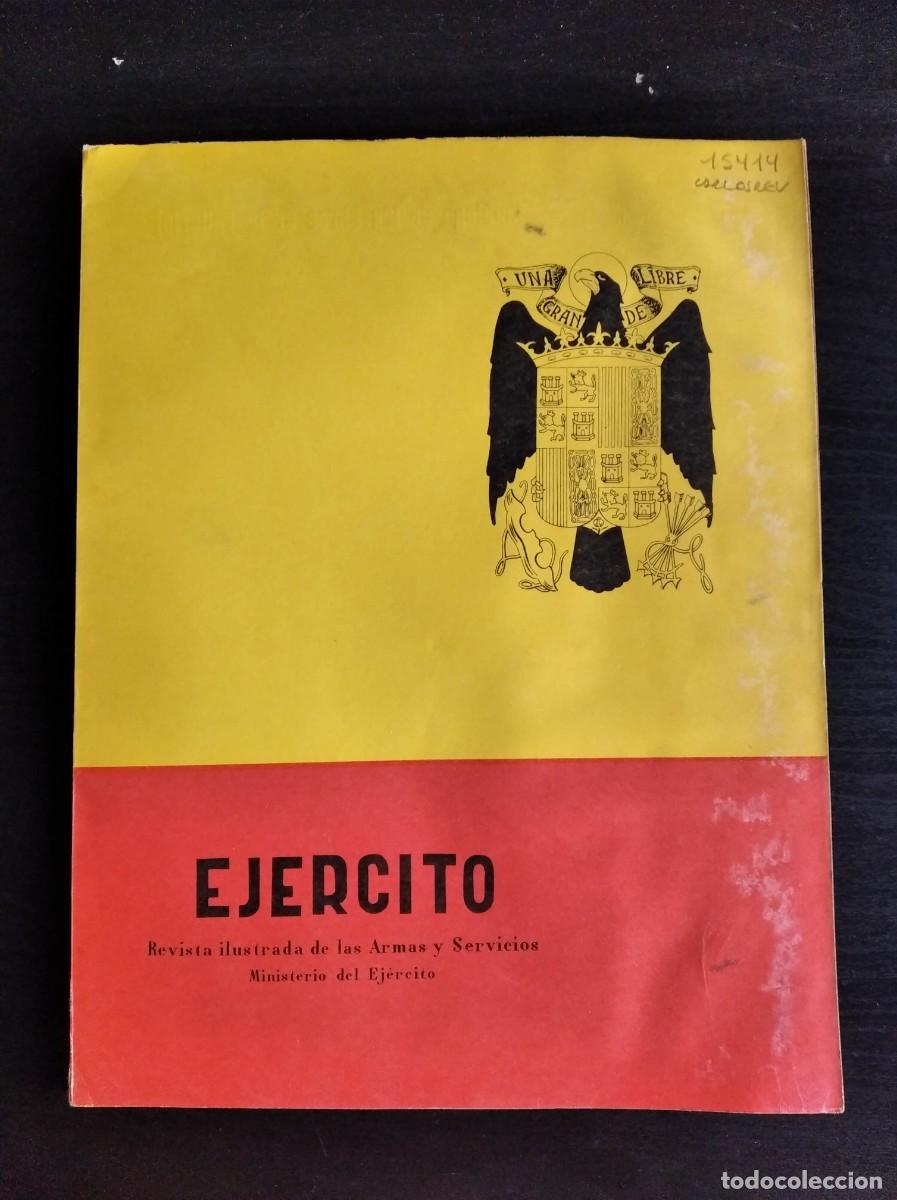 15414
CARLOSREV
UNA LIBRE
GRANDE
EJERCITO
Revista ilustrada de las Armas y Servicios
Ministerio del Ejército
todocoleccion